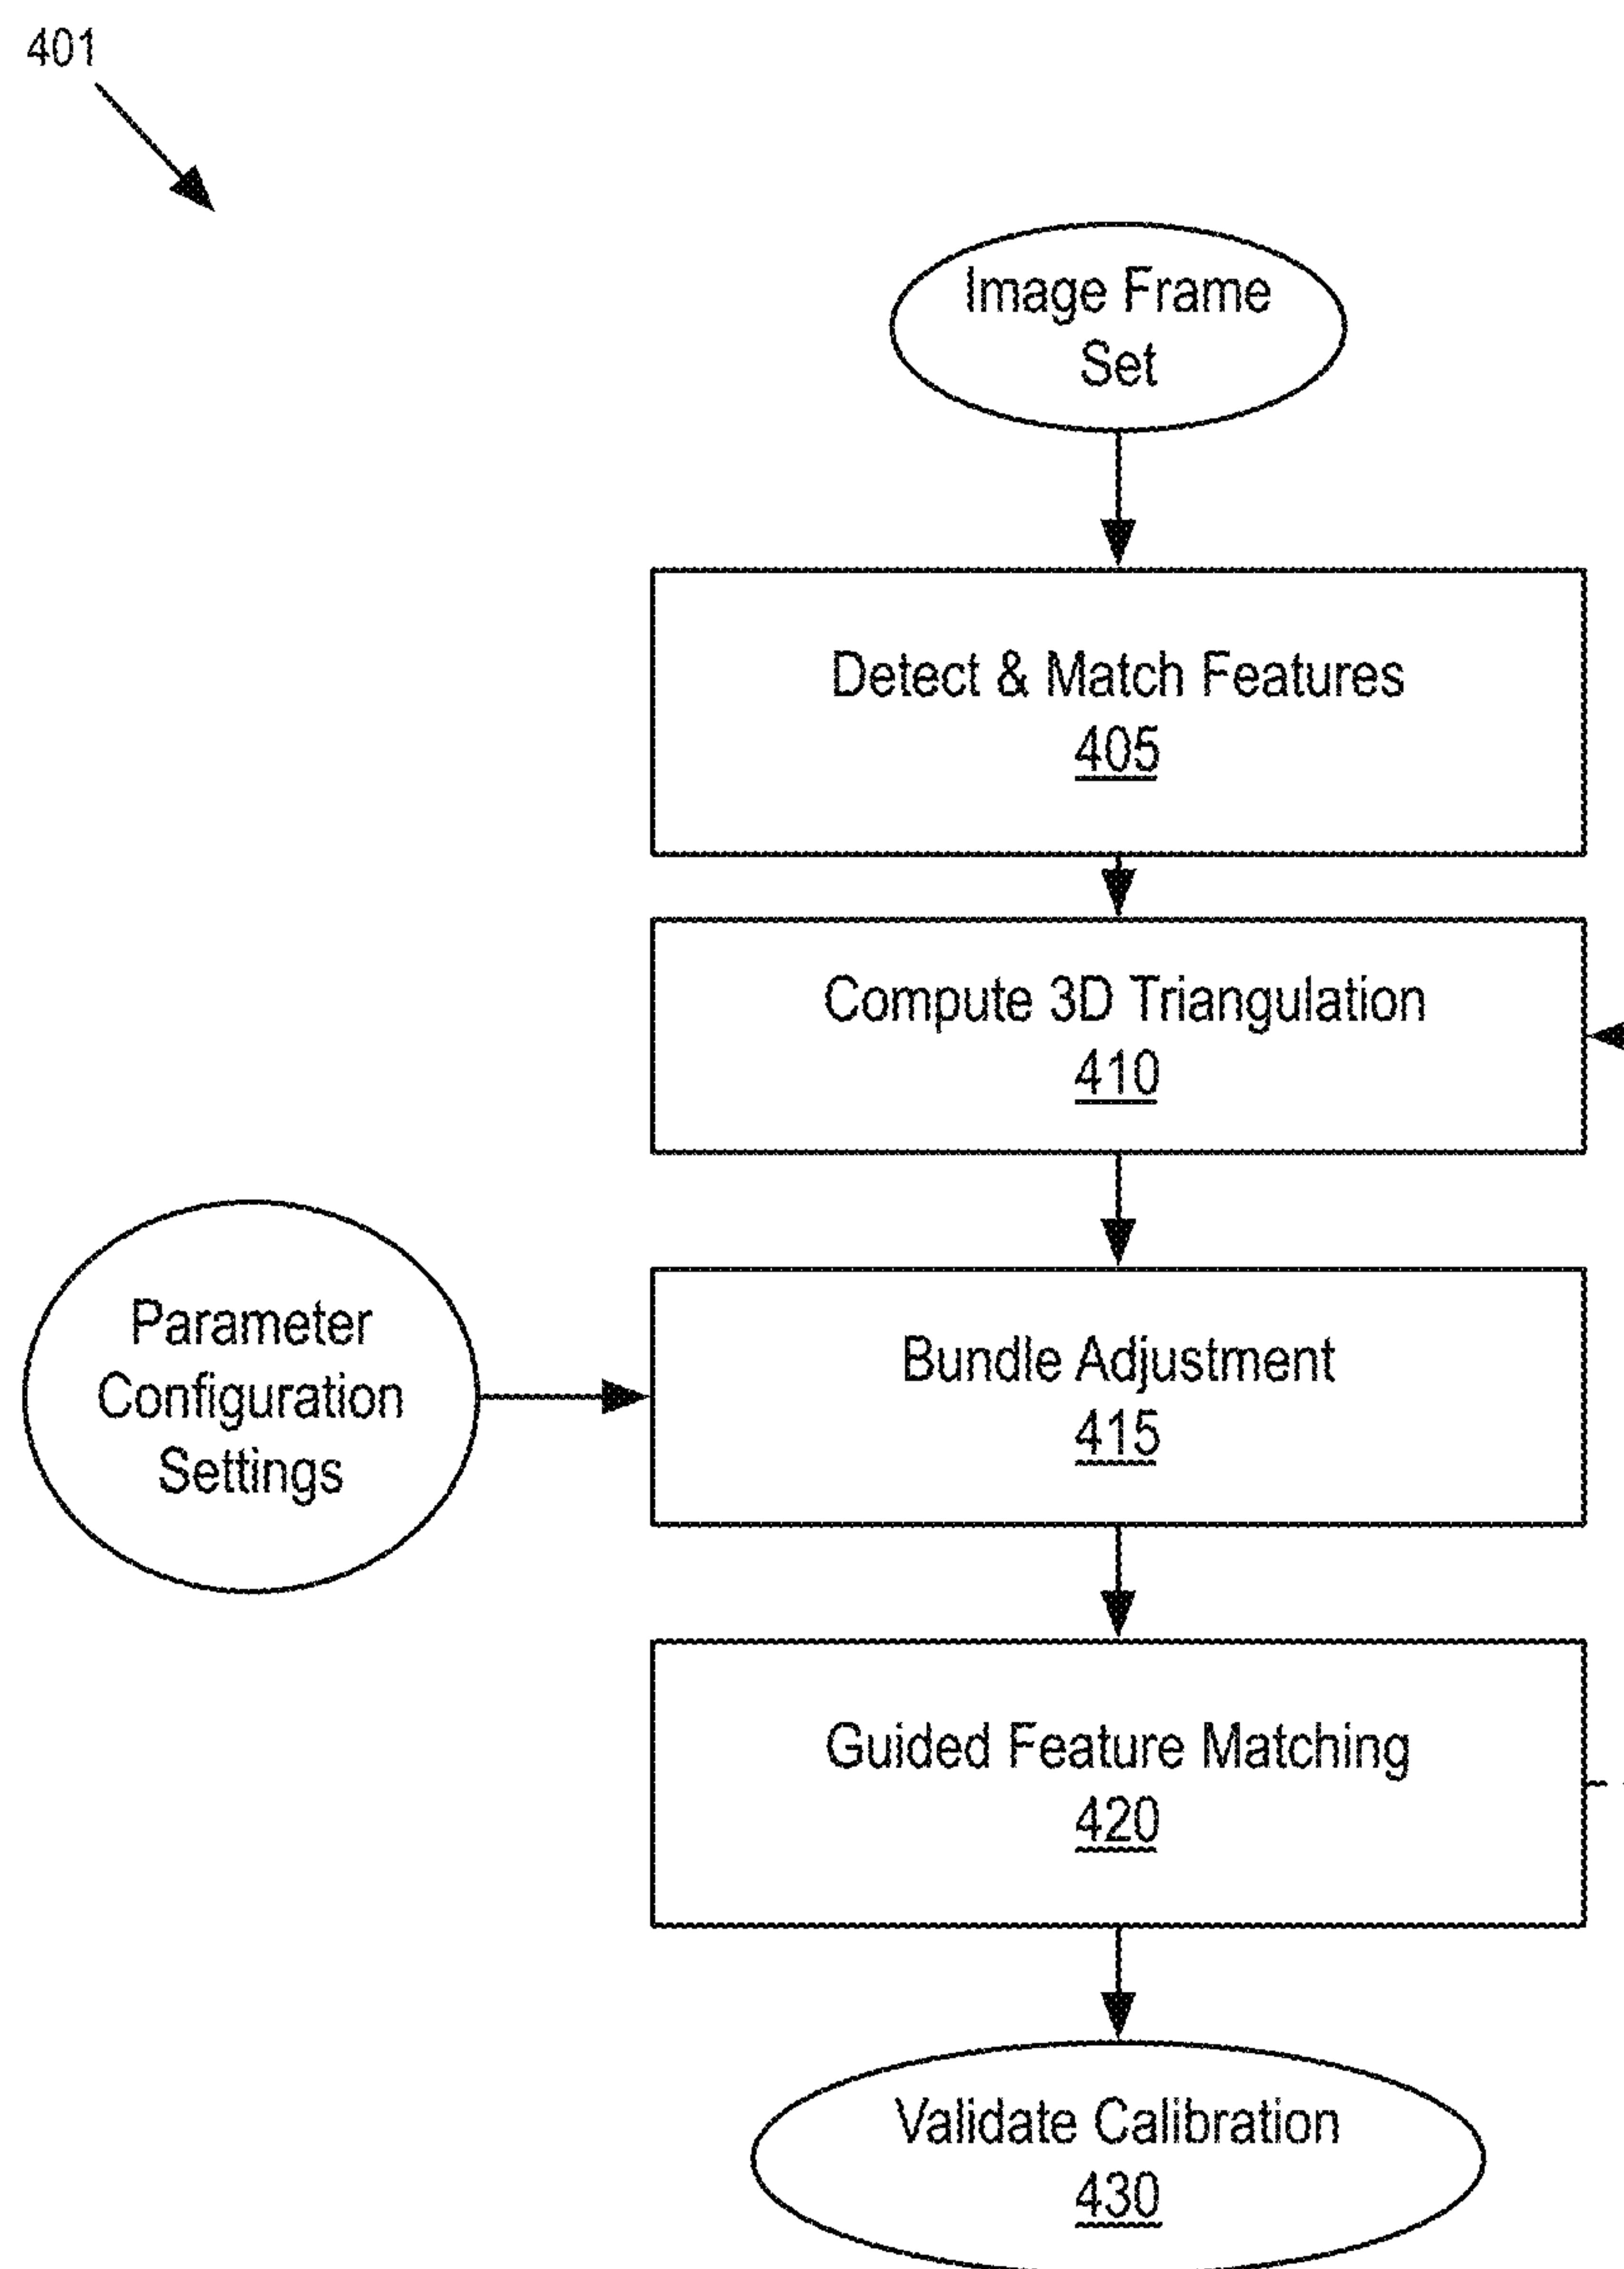 401
Image Frame
Set
Detect & Match Features
405
Compute 3D Triangulation
410
Parameter
Configuration
Settings
Bundle Adjustment
415
Guided Feature Matching
420
Validate Calibration
430